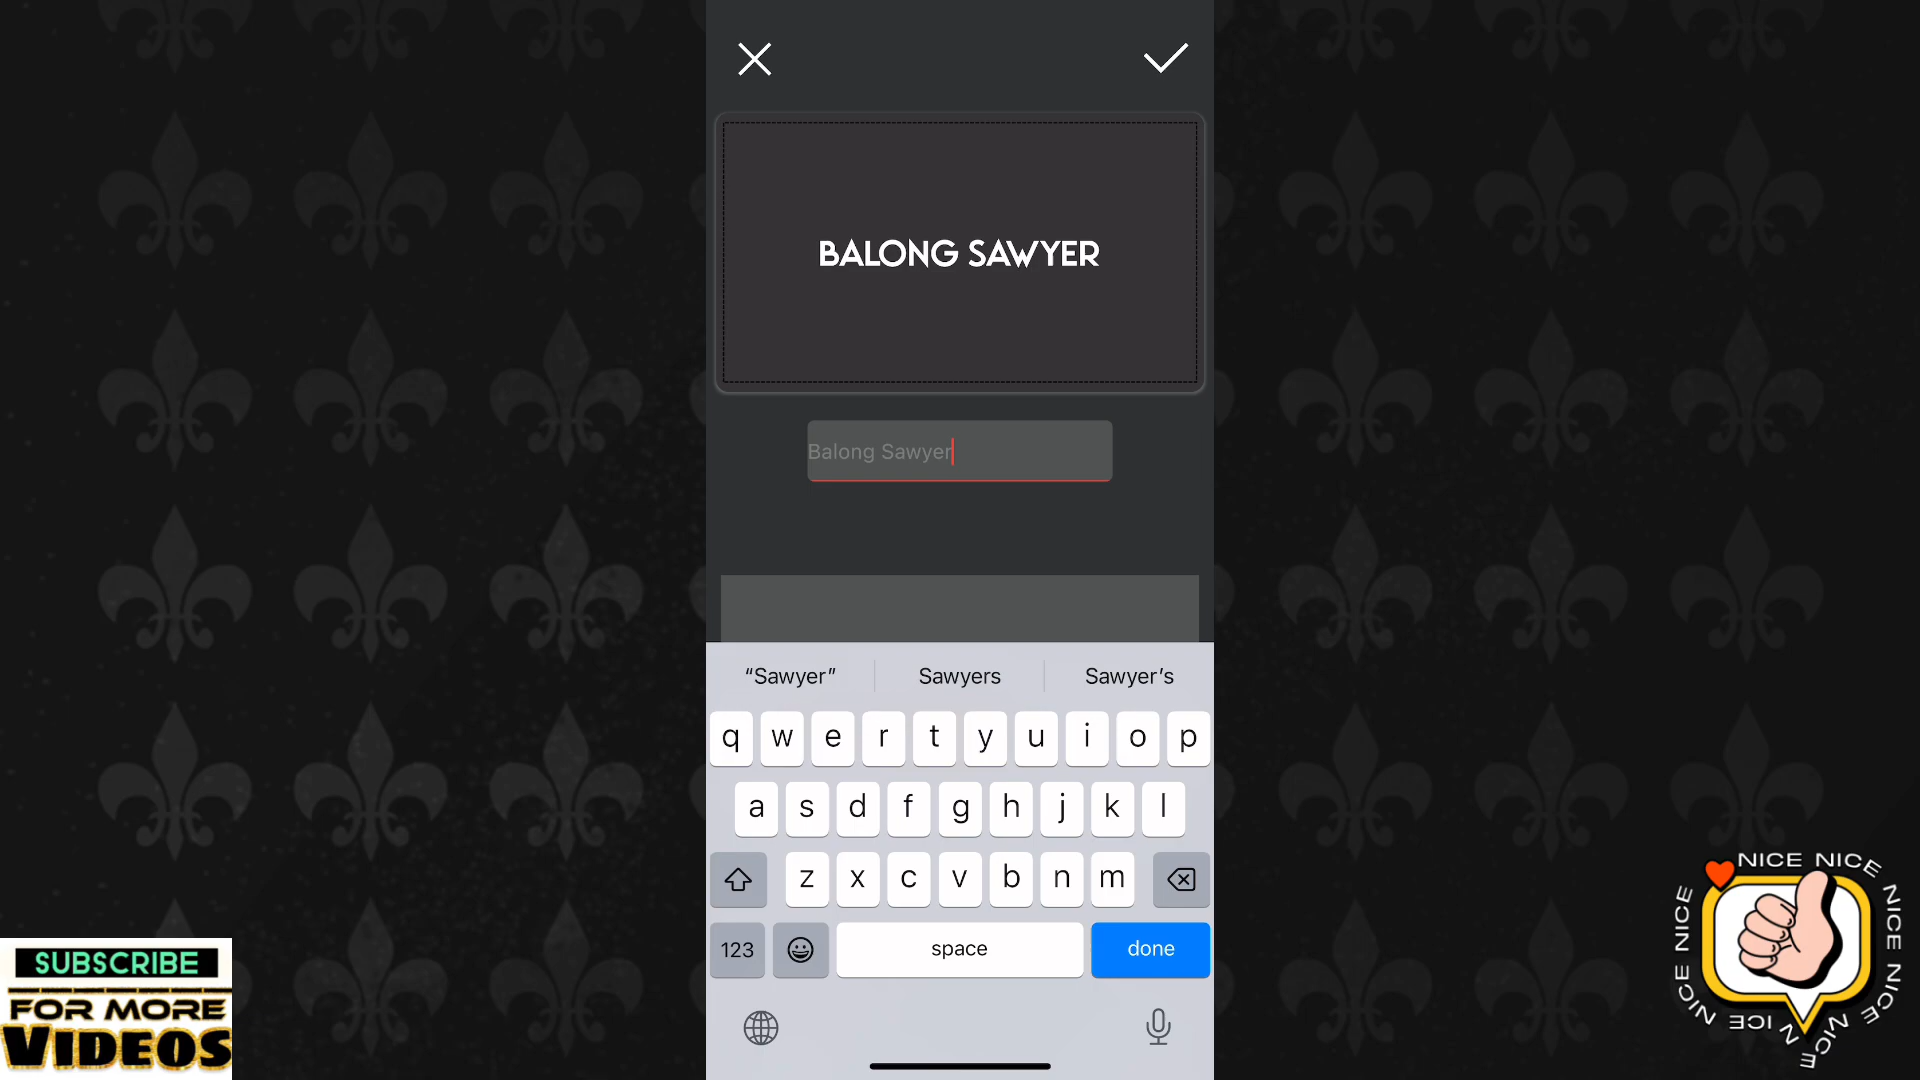 BALONG SAWYER
Balong Sawyer
“Sawyer” Sawyers Sawyer’s
q w e r t y u i o p
a s d f g h j k l
z x c v b n m
123 space done
SUBSCRIBE
FOR MORE
VIDEOS
NICE NICE NICE NICE NICE NICE NICE